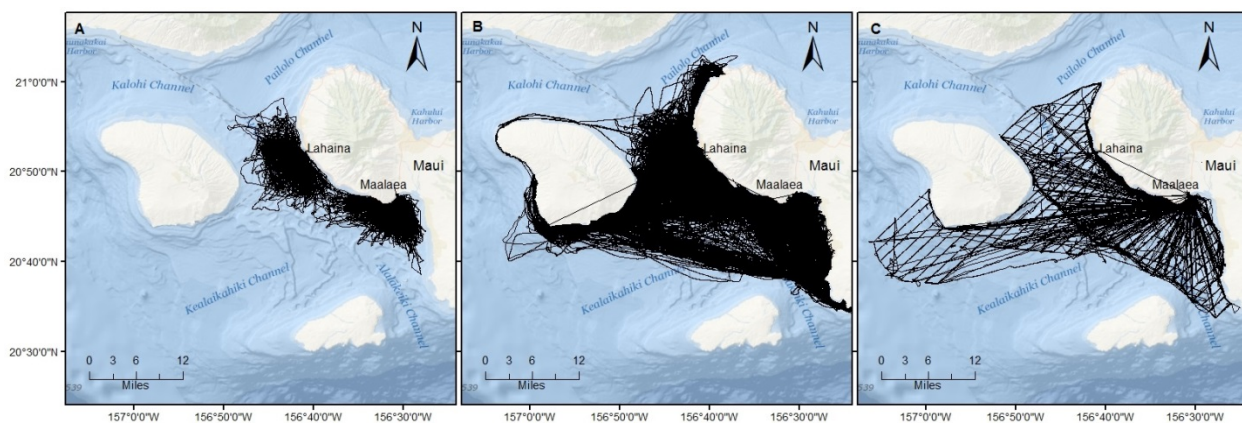 A
N
Pailolo Channel
Kalohi Channel
Kahului
Harbor
Lahaina
Maui
Maalaea
Kealaikahiki Channel
Alalakeiki Channel
0 3 6 12
Miles
539
B
N
Pailolo Channel
Kalohi Channel
Kahului
Harbor
Lahaina
Maui
Maalaea
Kealaikahiki Channel
Channel
0 3 6 12
Miles
539
C
N
Pailolo Channel
Kalohi Channel
Kahului
Harbor
Lahaina
Maui
Maalaea
Kealaikahiki Channel
Channel
0 3 6 12
Miles
539
21°0'0"N
20°50'0"N
20°40'0"N
20°30'0"N
157°0'0"W 156°50'0"W 156°40'0"W 156°30'0"W
157°0'0"W 156°50'0"W 156°40'0"W 156°30'0"W
157°0'0"W 156°50'0"W 156°40'0"W 156°30'0"W